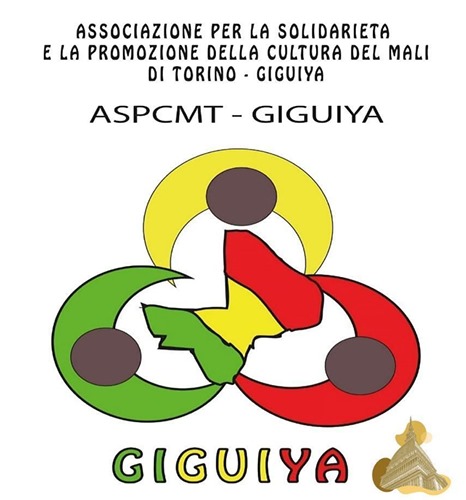 ASSOCIAZIONE PER LA SOLIDARIETA
E LA PROMOZIONE DELLA CULTURA DEL MALI
DI TORINO - GIGUIYA
ASPCMT - GIGUIYA
GIGUIYA